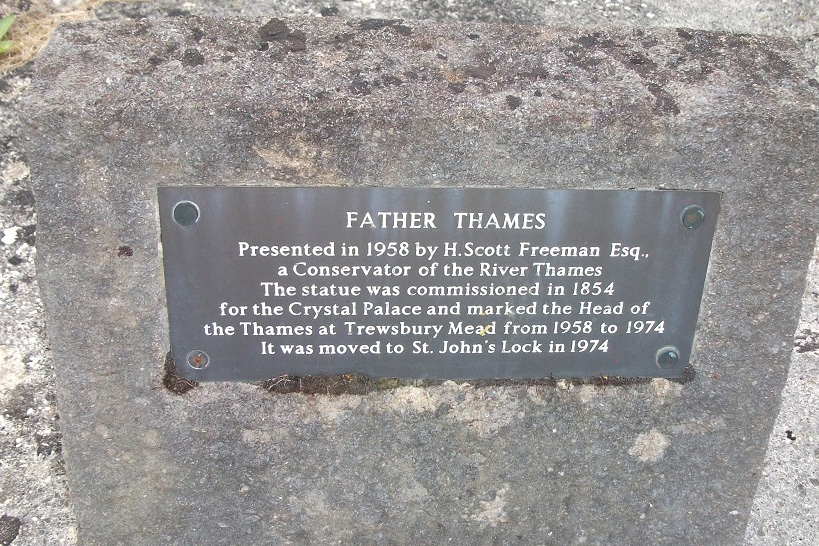 FATHER THAMES
Presented in 1958 by H.Scott Freeman Esq.,
a Conservator of the River Thames
The statue was commissioned in 1854
for the Crystal Palace and marked the Head of
the Thames at Trewsbury Mead from 1958 to 1974
It was moved to St. John's Lock in 1974